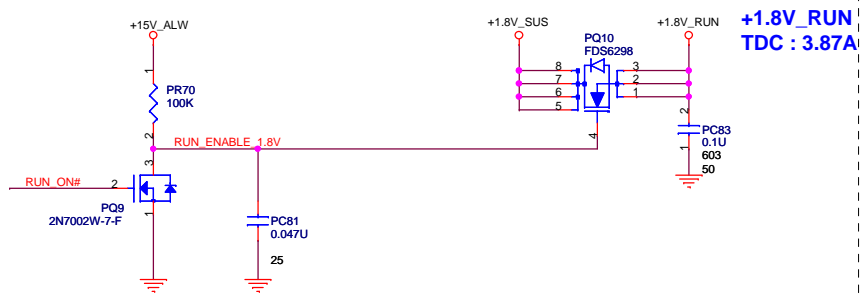 +15V_ALW
+1.8V_SUS
+1.8V_RUN
+1.8V_RUN
TDC : 3.87A
PQ10
FDS6298
1
PR70
100K
2
8
7
6
5
3
2
1
4
RUN_ENABLE_1.8V
2
PC83
0.1U
603
50
1
3
RUN_ON#
2
PQ9
2N7002W-7-F
1
PC81
0.047U
25